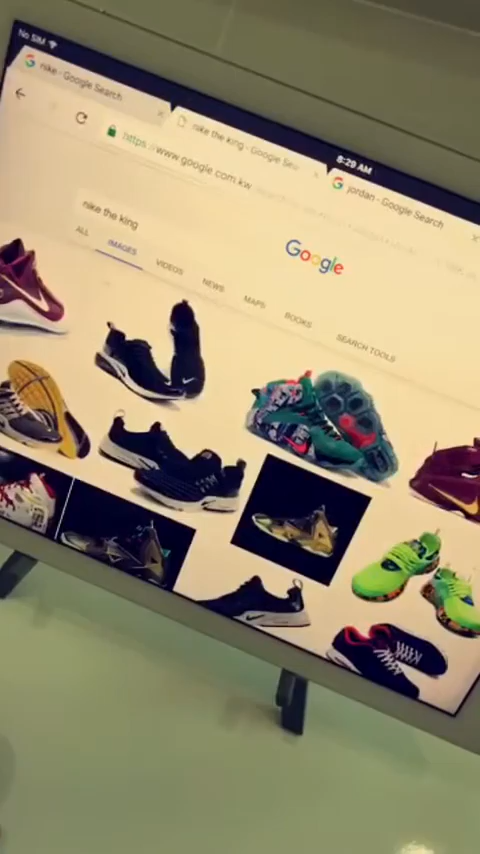 No SIM
8:29 AM
nike - Google Search
nike the king - Google Sea
jordan - Google Search
https://www.google.com.kw
nike the king
Google
ALL
IMAGES
VIDEOS
NEWS
MAPS
BOOKS
SEARCH TOOLS